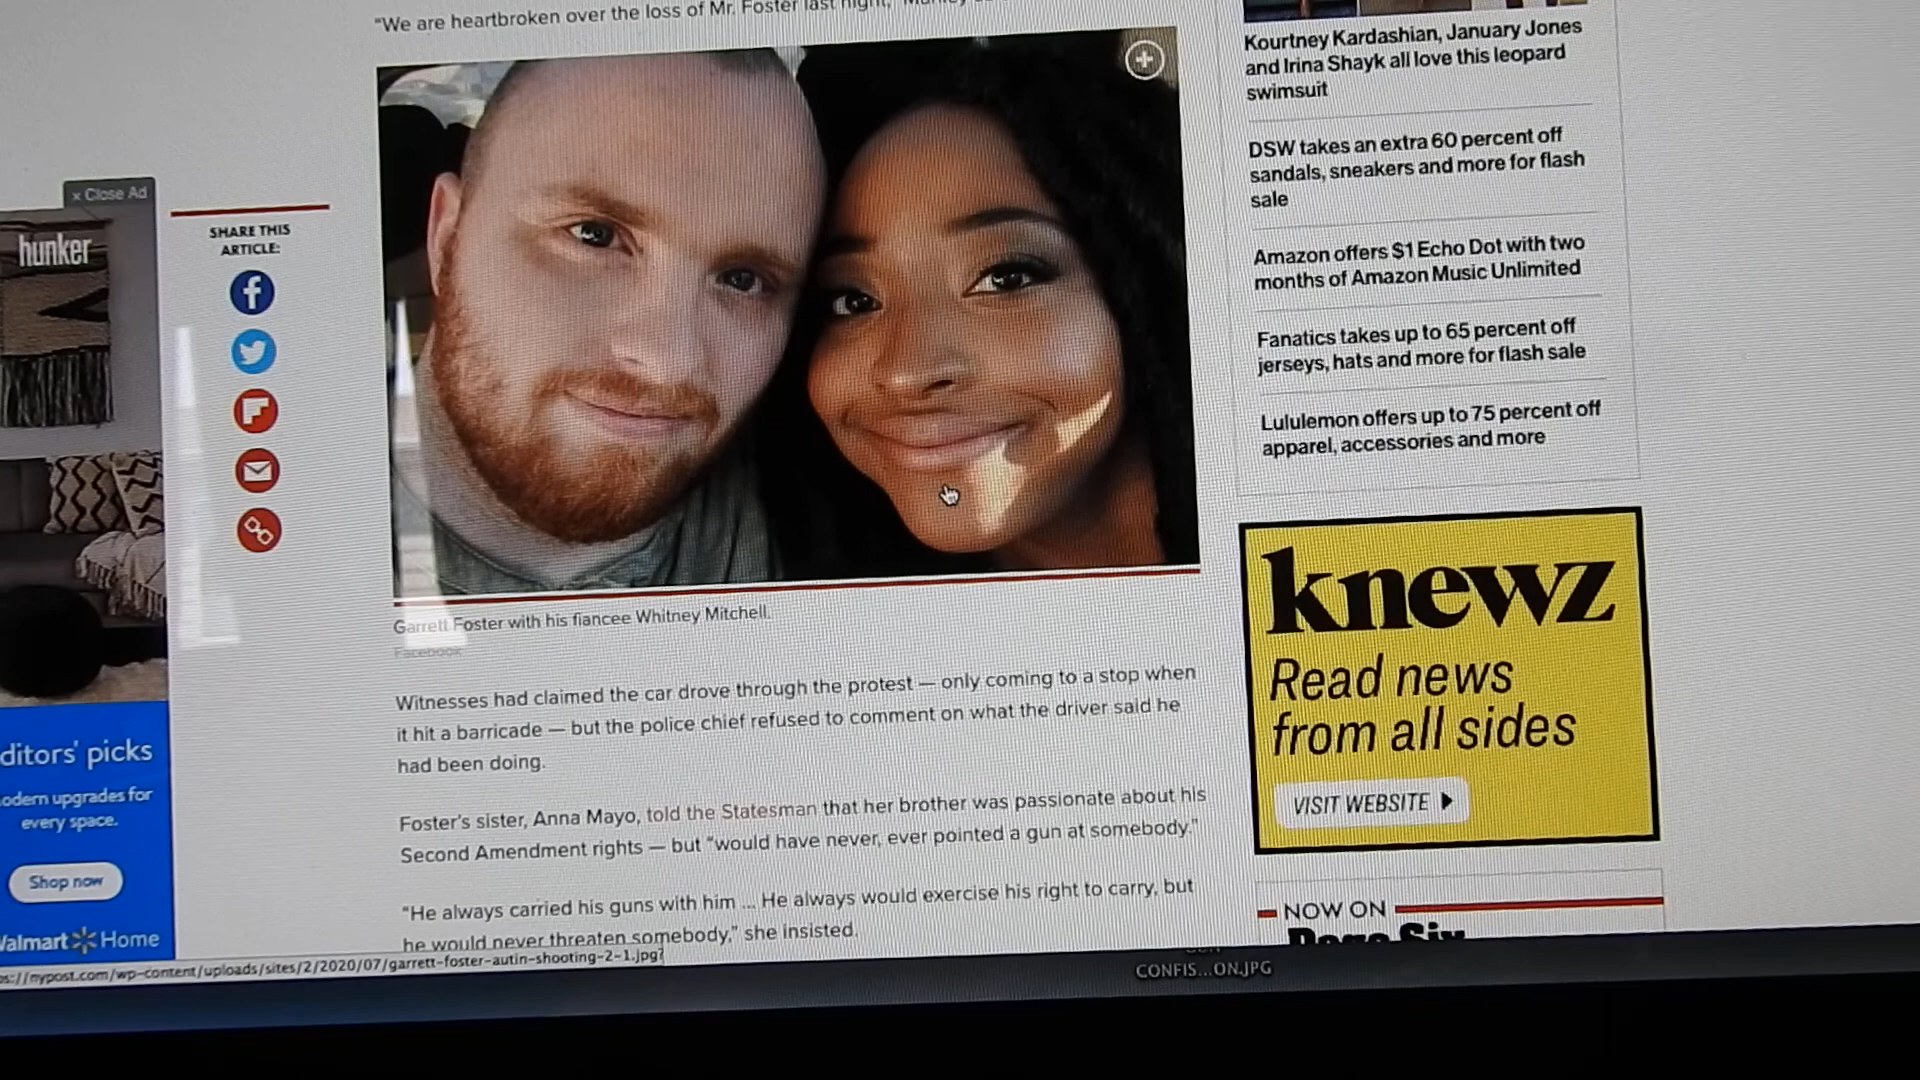 "We are heartbroken over the loss of Mr. Foster last night,"
× Close Ad
hunker
SHARE THIS
ARTICLE:
Garrett Foster with his fiancee Whitney Mitchell.
Facebook
Witnesses had claimed the car drove through the protest — only coming to a stop when
it hit a barricade — but the police chief refused to comment on what the driver said he
had been doing.
Foster's sister, Anna Mayo, told the Statesman that her brother was passionate about his
Second Amendment rights — but "would have never, ever pointed a gun at somebody."
"He always carried his guns with him ... He always would exercise his right to carry, but
he would never threaten somebody," she insisted.
ditors' picks
odern upgrades for
every space.
Shop now
Walmart Home
ps://nypost.com/wp-content/uploads/sites/2/2020/07/garrett-foster-autin-shooting-2-1.jpg?
Kourtney Kardashian, January Jones
and Irina Shayk all love this leopard
swimsuit
DSW takes an extra 60 percent off
sandals, sneakers and more for flash
sale
Amazon offers $1 Echo Dot with two
months of Amazon Music Unlimited
Fanatics takes up to 65 percent off
jerseys, hats and more for flash sale
Lululemon offers up to 75 percent off
apparel, accessories and more
knewz
Read news
from all sides
VISIT WEBSITE
NOW ON
Page Six
CONFIS...ON.JPG